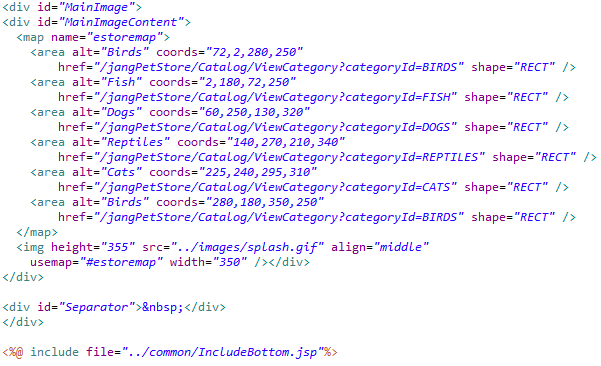 <div id="MainImage">
<div id="MainImageContent">
  <map name="estoremap">
    <area alt="Birds" coords="72,2,280,250"
        href="/jangPetStore/Catalog/ViewCategory?categoryId=BIRDS" shape="RECT" />
    <area alt="Fish" coords="2,180,72,250"
        href="/jangPetStore/Catalog/ViewCategory?categoryId=FISH" shape="RECT" />
    <area alt="Dogs" coords="60,250,130,320"
        href="/jangPetStore/Catalog/ViewCategory?categoryId=DOGS" shape="RECT" />
    <area alt="Reptiles" coords="140,270,210,340"
        href="/jangPetStore/Catalog/ViewCategory?categoryId=REPTILES" shape="RECT" />
    <area alt="Cats" coords="225,240,295,310"
        href="/jangPetStore/Catalog/ViewCategory?categoryId=CATS" shape="RECT" />
    <area alt="Birds" coords="280,180,350,250"
        href="/jangPetStore/Catalog/ViewCategory?categoryId=BIRDS" shape="RECT" />
  </map>
  <img height="355" src="../images/splash.gif" align="middle"
    usemap="#estoremap" width="350" /></div>
</div>

<div id="Separator">&nbsp;</div>
</div>

<%@ include file="../common/IncludeBottom.jsp"%>